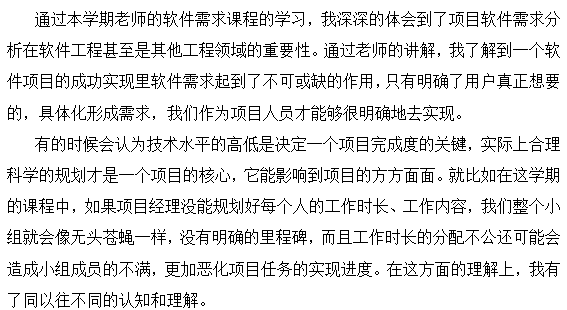 通过本学期老师的软件需求课程的学习，我深深的体会到了项目软件需求分
析在软件工程甚至是其他工程领域的重要性。通过老师的讲解，我了解到一个软
件项目的成功实现里软件需求起到了不可或缺的作用，只有明确了用户真正想要
的，具体化形成需求，我们作为项目人员才能够很明确地去实现。
有的时候会认为技术水平的高低是决定一个项目完成度的关键，实际上合理
科学的规划才是一个项目的核心，它能影响到项目的方方面面。就比如在这学期
的课程中，如果项目经理没能规划好每个人的工作时长、工作内容，我们整个小
组就会像无头苍蝇一样，没有明确的里程碑，而且工作时长的分配不公还可能会
造成小组成员的不满，更加恶化项目任务的实现进度。在这方面的理解上，我有
了同以往不同的认知和理解。